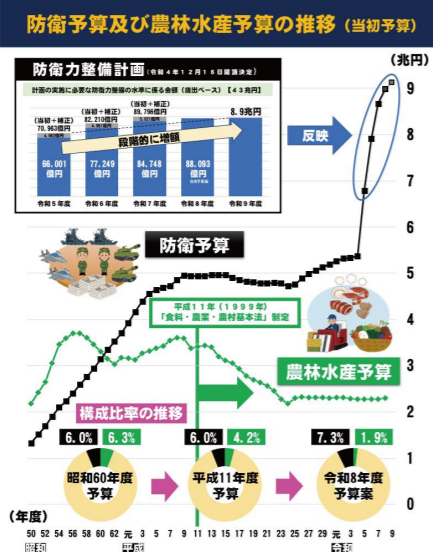 防衛予算及び農林水産予算の推移（当初予算）
（兆円）
防衛力整備計画（令和４年１２月１６日閣議決定）
計画の実施に必要な防衛力整備の水準に係る金額（歳出ベース）【４３兆円】
（当初＋補正）
70,963億円
（当初＋補正）
82,210億円
（当初＋補正）
89,796億円
8.9兆円
段階的に増額
66,001
億円
77,249
億円
84,748
億円
88,093
億円
令和５年度
令和６年度
令和７年度
令和８年度
令和９年度
反映
9
8
7
6
5
4
3
2
1
0
防衛予算
平成１１年（１９９９年）
「食料・農業・農村基本法」制定
農林水産予算
構成比率の推移
6.0%
6.3%
昭和60年度
予算
6.0%
4.2%
平成11年度
予算
7.3%
1.9%
令和8年度
予算案
（年度）
50 52 54 56 58 60 62 元 3 5 7 9 11 13 15 17 19 21 23 25 27 29 元 3 5 7 9
昭和 平成 令和